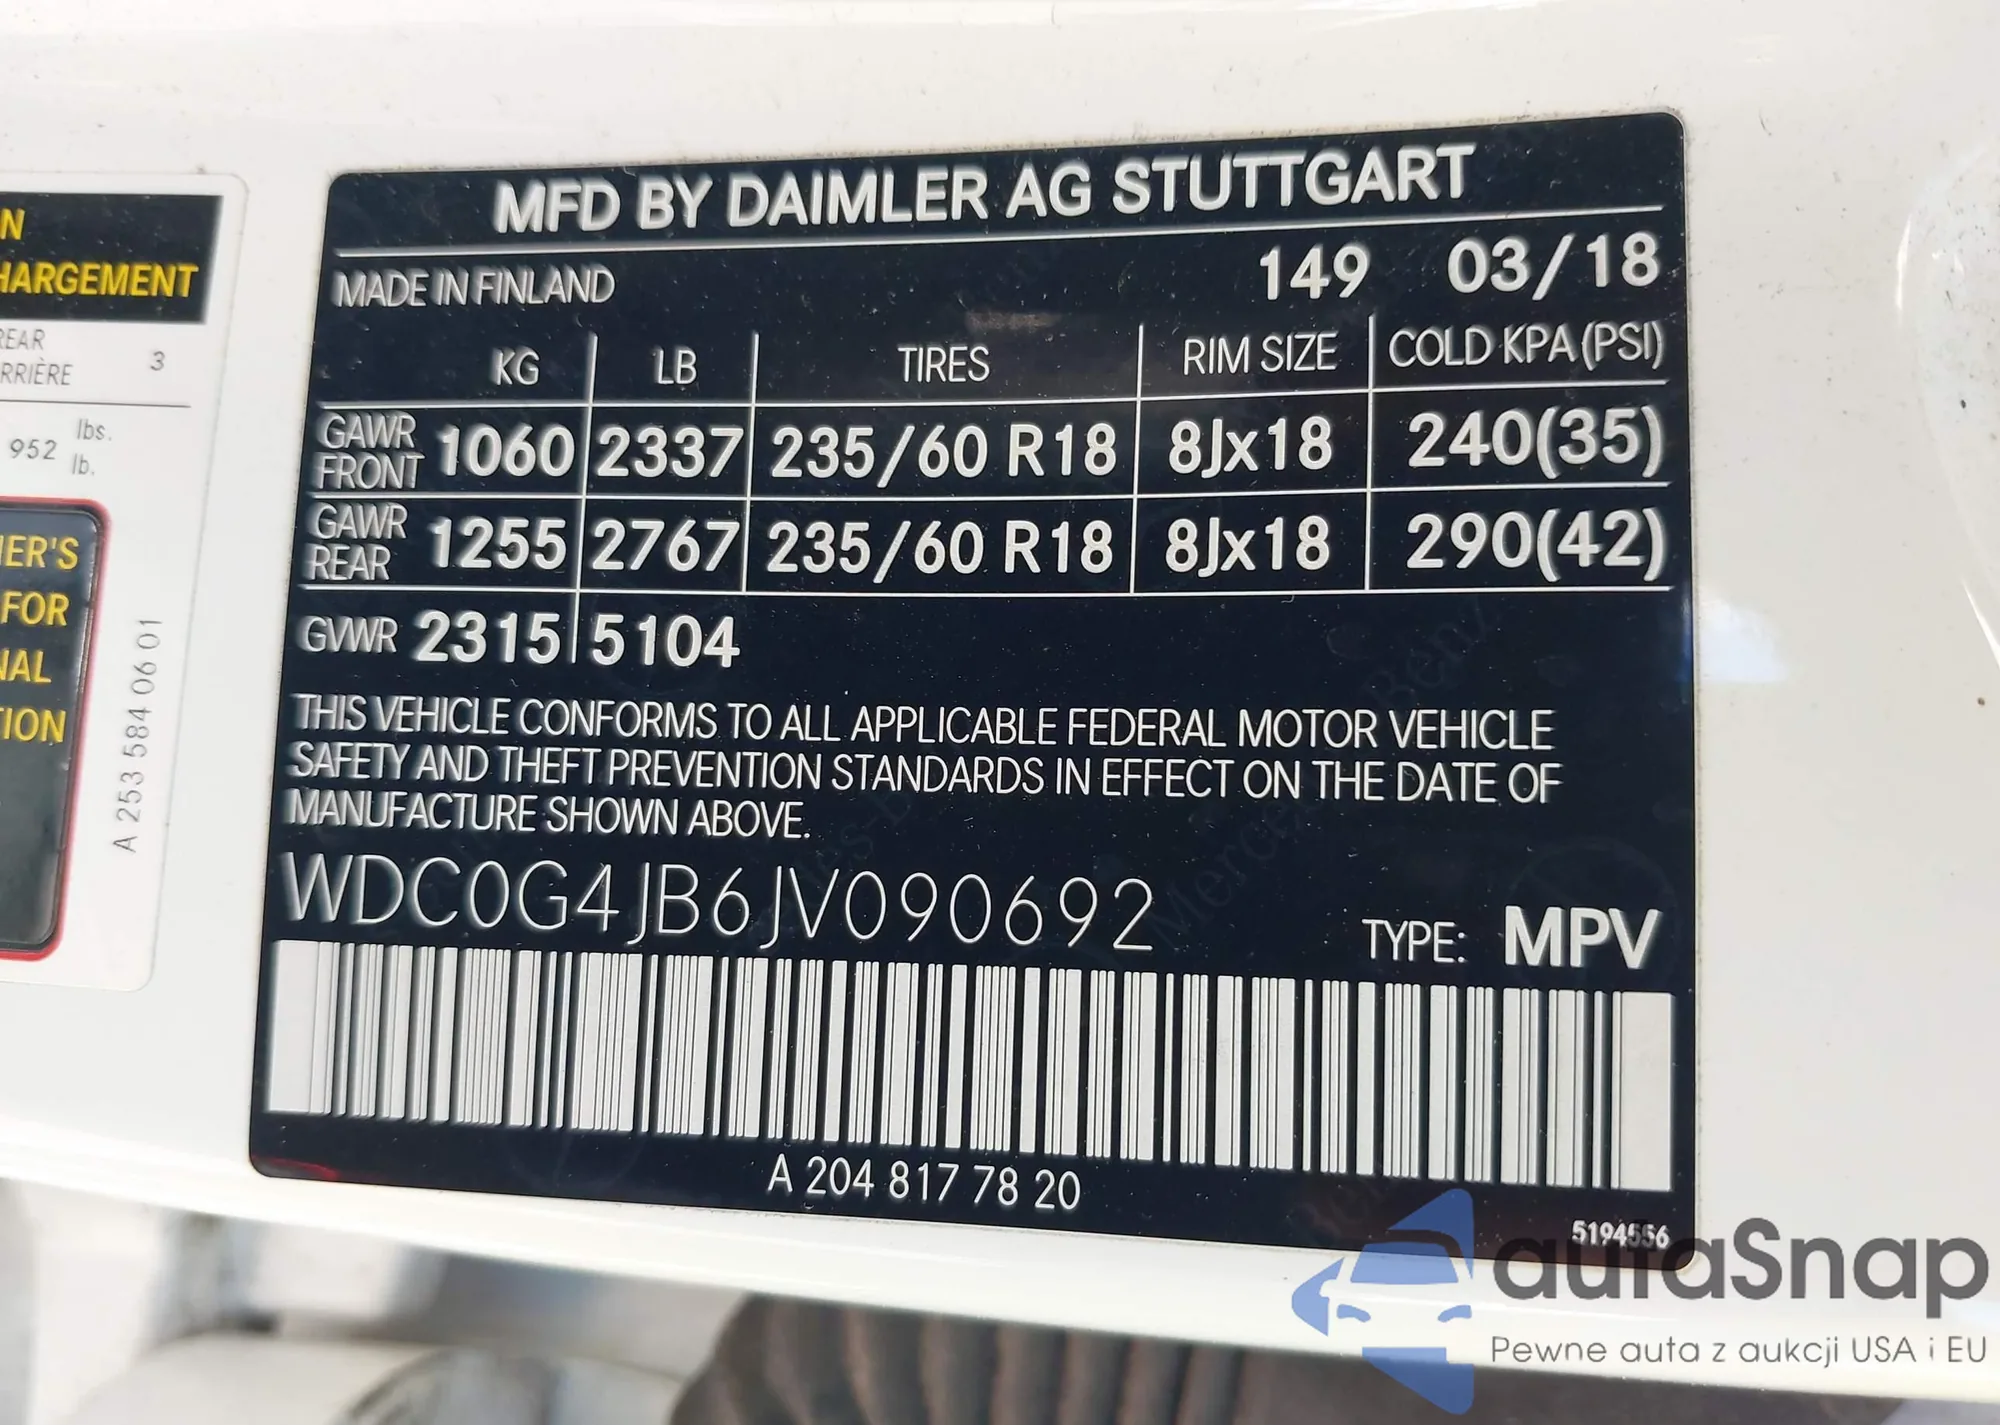 N
HARGEMENT
REAR
RRIÈRE
3
952
lbs.
lb.
IER'S
FOR
NAL
TION
A 253 584 06 01
MFD BY DAIMLER AG STUTTGART
MADE IN FINLAND 149 03/18
KG LB TIRES RIM SIZE COLD KPA (PSI)
GAWR FRONT 1060 2337 235/60 R18 8Jx18 240(35)
GAWR REAR 1255 2767 235/60 R18 8Jx18 290(42)
GVWR 2315 5104
THIS VEHICLE CONFORMS TO ALL APPLICABLE FEDERAL MOTOR VEHICLE
SAFETY AND THEFT PREVENTION STANDARDS IN EFFECT ON THE DATE OF
MANUFACTURE SHOWN ABOVE.
WDC0G4JB6JV090692
TYPE: MPV
A 204 817 78 20
5194556
autaSnap
Pewne auta z aukcji USA i EU